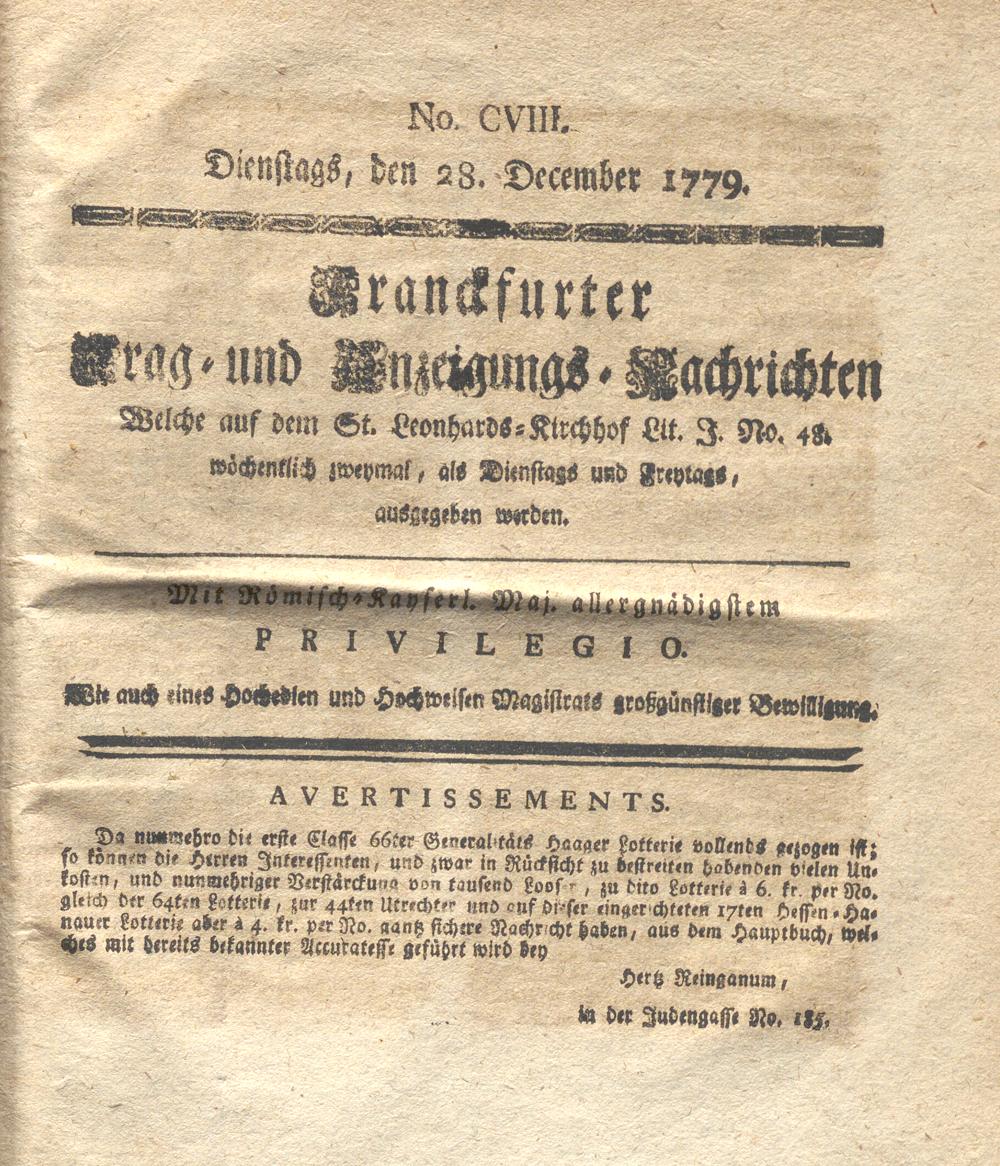 No. CVIII.
Dienstags, den 28. December 1779.
Franckfurter
Frag- und Anzeigungs-Nachrichten
Welche auf dem St. Leonhards-Kirchhof Lit. J. No. 48.
wöchentlich zweymal, als Dienstags und Freytags,
ausgegeben werden.
Mit Römisch-Kayserl. Maj. allergnädigstem
PRIVILEGIO.
Wie auch eines Hochedlen und Hochweisen Magistrats großgünstiger Bewilligung.
AVERTISSEMENTS.
Da nunmehro die erste Classe 66ter Generalitäts Haager Lotterie vollends gezogen ist;
so können die Herren Interessenten, und zwar in Rücksicht zu bestreiten habenden vielen Un-
kosten, und nunmehriger Verstärckung von tausend Loosen, zu dito Lotterie à 6. kr. per No.
gleich der 64ten Lotterie, zur 44ten Utrechter und auf dieser eingerichteten 17ten Hessen-Ha-
nauer Lotterie aber à 4. kr. per No. gantz sichere Nachricht haben, aus dem Hauptbuch, wel-
ches mit bereits bekannter Accuratesse geführt wird bey
Hertz Reinganum,
in der Judengasse No. 185.